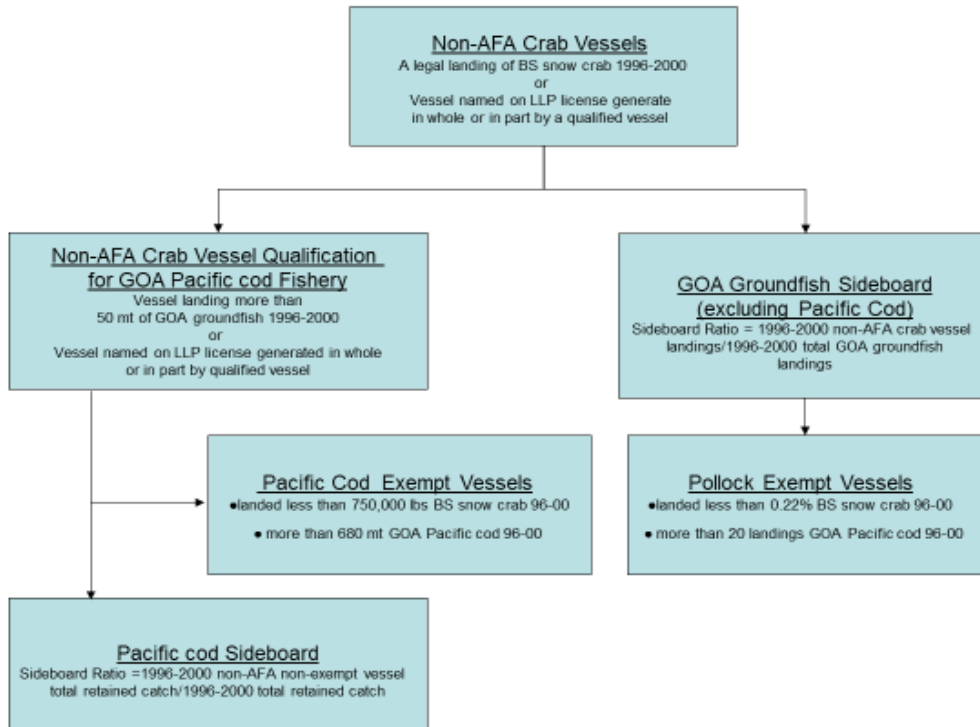 Non-AFA Crab Vessels
A legal landing of BS snow crab 1996-2000
or
Vessel named on LLP license generate
in whole or in part by a qualified vessel
Non-AFA Crab Vessel Qualification
for GOA Pacific cod Fishery
Vessel landing more than
50 mt of GOA groundfish 1996-2000
or
Vessel named on LLP license generated in whole
or in part by qualified vessel
GOA Groundfish Sideboard
(excluding Pacific Cod)
Sideboard Ratio = 1996-2000 non-AFA crab vessel
landings/1996-2000 total GOA groundfish
landings
Pacific Cod Exempt Vessels
●landed less than 750,000 lbs BS snow crab 96-00
● more than 680 mt GOA Pacific cod 96-00
Pollock Exempt Vessels
●landed less than 0.22% BS snow crab 96-00
● more than 20 landings GOA Pacific cod 96-00
Pacific cod Sideboard
Sideboard Ratio =1996-2000 non-AFA non-exempt vessel
total retained catch/1996-2000 total retained catch